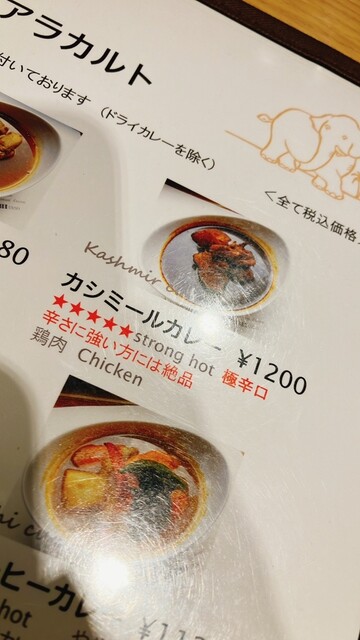 アラカルト
付いております (ドライカレーを除く)
<全て税込価格
80
Kashmir
カシミールカレー ¥1200
★★★★★strong hot 極辛口
辛さに強い方には絶品
鶏肉 Chicken
hi cu
ヒーカレ
hot